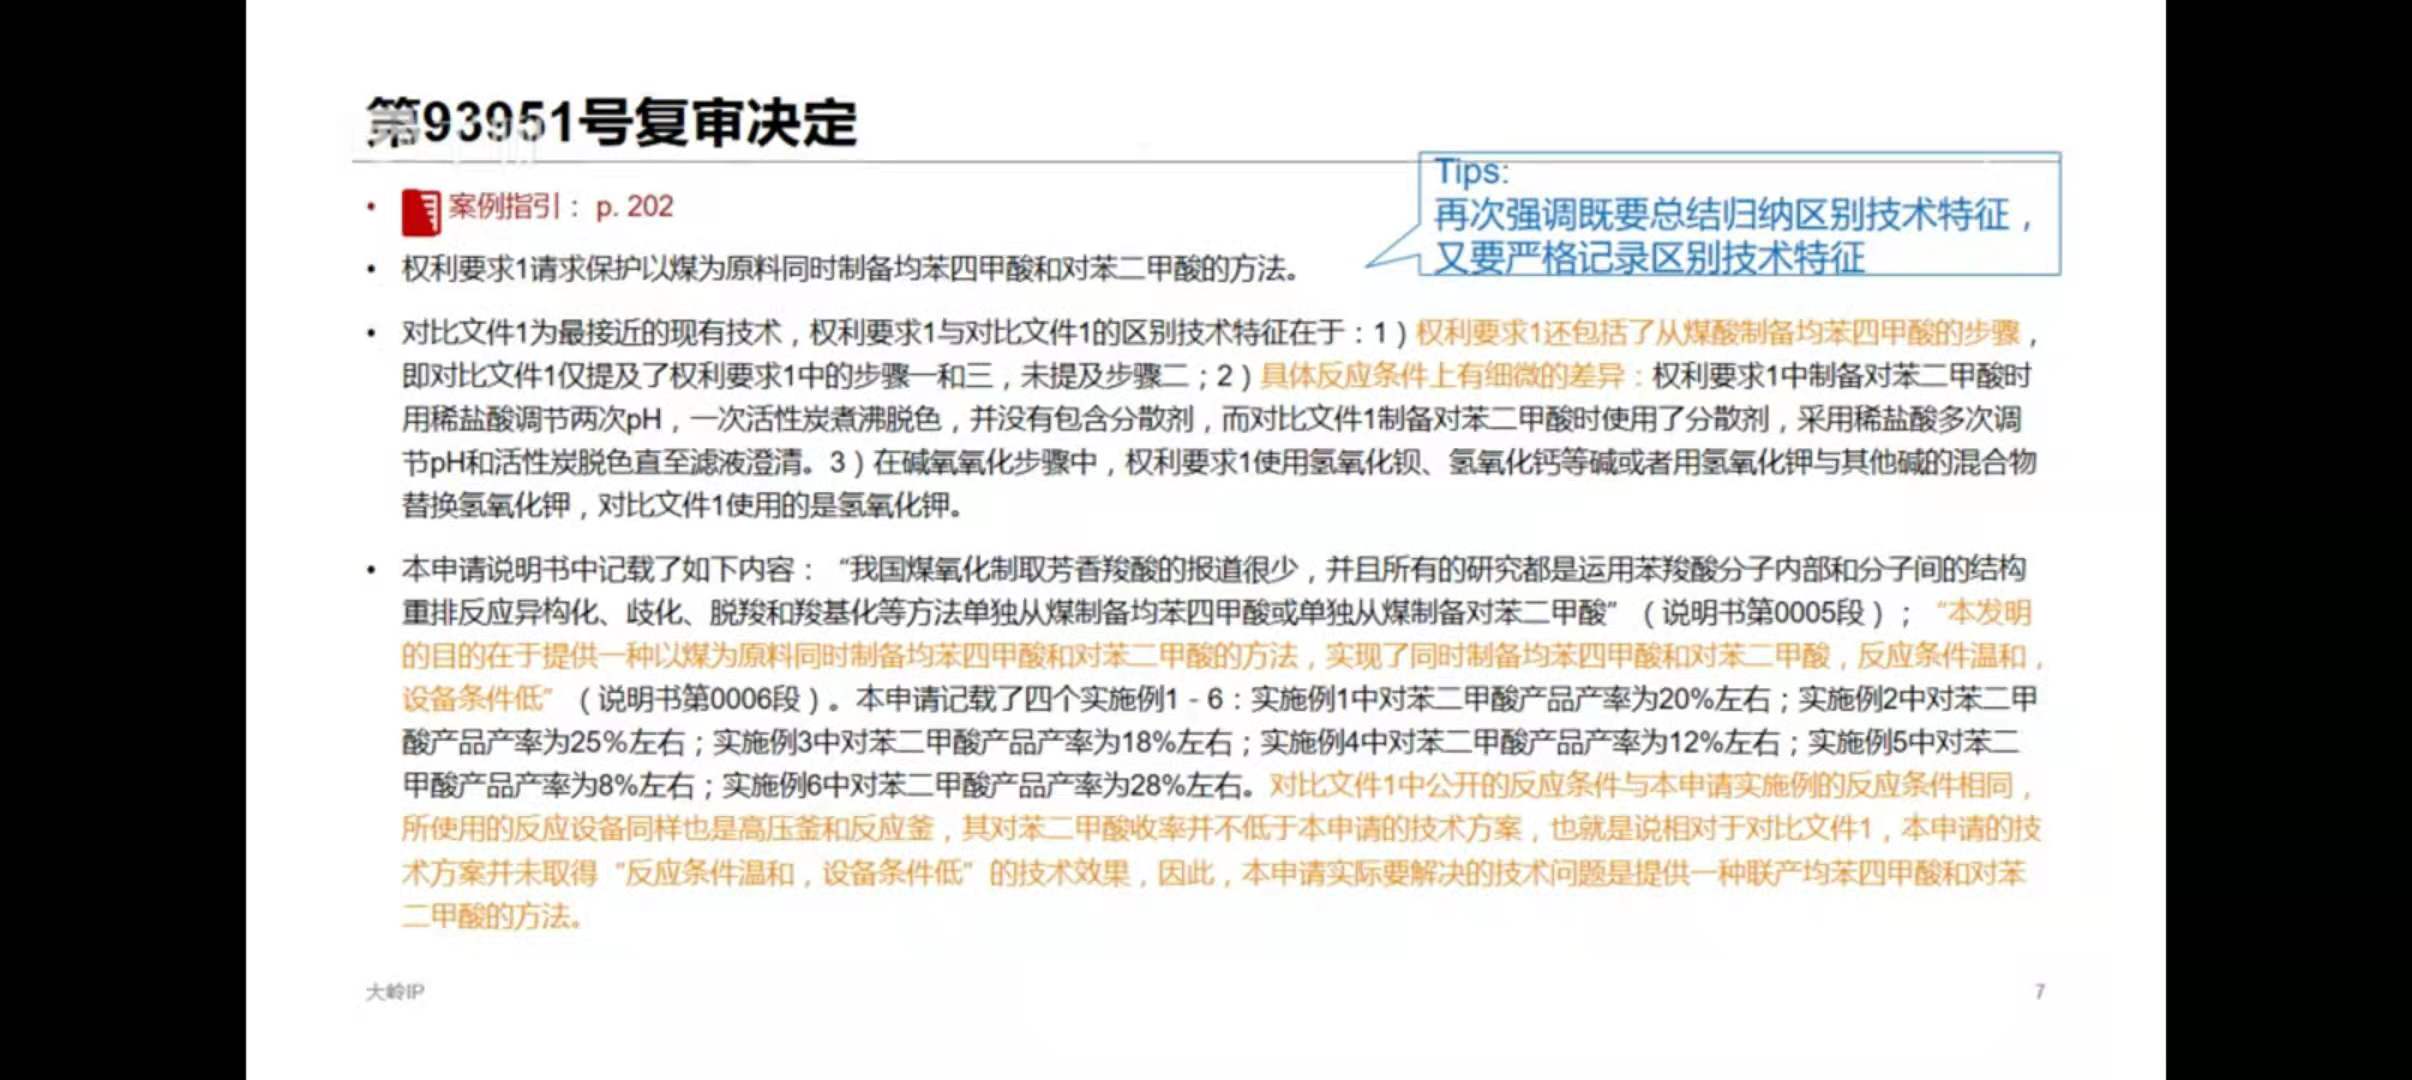 第93951号复审决定
Tips:
再次强调既要总结归纳区别技术特征，
又要严格记录区别技术特征
• 案例指引： p. 202
• 权利要求1请求保护以煤为原料同时制备均苯四甲酸和对苯二甲酸的方法。
• 对比文件1为最接近的现有技术，权利要求1与对比文件1的区别技术特征在于：1）权利要求1还包括了从煤酸制备均苯四甲酸的步骤，
即对比文件1仅提及了权利要求1中的步骤一和三，未提及步骤二；2）具体反应条件上有细微的差异：权利要求1中制备对苯二甲酸时
用稀盐酸调节两次pH，一次活性炭煮沸脱色，并没有包含分散剂，而对比文件1制备对苯二甲酸时使用了分散剂，采用稀盐酸多次调
节pH和活性炭脱色直至滤液澄清。3）在碱氧氧化步骤中，权利要求1使用氢氧化钡、氢氧化钙等碱或者用氢氧化钾与其他碱的混合物
替换氢氧化钾，对比文件1使用的是氢氧化钾。
• 本申请说明书中记载了如下内容：“我国煤氧化制取芳香羧酸的报道很少，并且所有的研究都是运用苯羧酸分子内部和分子间的结构
重排反应异构化、歧化、脱羧和羧基化等方法单独从煤制备均苯四甲酸或单独从煤制备对苯二甲酸”（说明书第0005段）；“本发明
的目的在于提供一种以煤为原料同时制备均苯四甲酸和对苯二甲酸的方法，实现了同时制备均苯四甲酸和对苯二甲酸，反应条件温和，
设备条件低”（说明书第0006段）。本申请记载了四个实施例1－6：实施例1中对苯二甲酸产品产率为20%左右；实施例2中对苯二甲
酸产品产率为25%左右；实施例3中对苯二甲酸产品产率为18%左右；实施例4中对苯二甲酸产品产率为12%左右；实施例5中对苯二
甲酸产品产率为8%左右；实施例6中对苯二甲酸产品产率为28%左右。对比文件1中公开的反应条件与本申请实施例的反应条件相同，
所使用的反应设备同样也是高压釜和反应釜，其对苯二甲酸收率并不低于本申请的技术方案，也就是说相对于对比文件1，本申请的技
术方案并未取得“反应条件温和，设备条件低”的技术效果，因此，本申请实际要解决的技术问题是提供一种联产均苯四甲酸和对苯
二甲酸的方法。
大岭IP
7